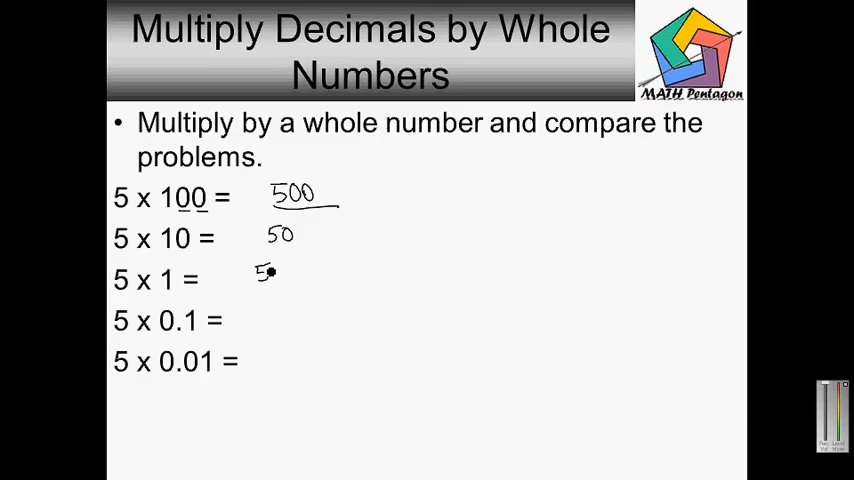 Multiply Decimals by Whole
Numbers
MATH Pentagon
• Multiply by a whole number and compare the
problems.
5 x 100 = 500
5 x 10 = 50
5 x 1 = 5
5 x 0.1 =
5 x 0.01 =